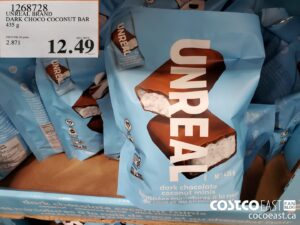 1268728
UNREAL BRAND
DARK CHOCO COCONUT BAR
435 g
2.871
12.49
UNREAL
dark chocolate
coconut minis
COSTCO EAST
cocoeast.ca